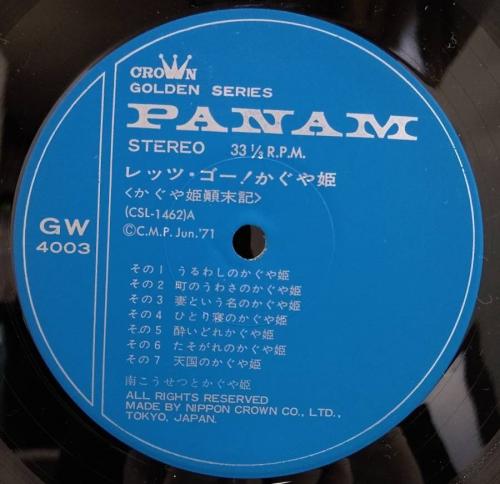 CROWN
GOLDEN SERIES
PANAM
STEREO 33 1/3 R.P.M.
レッツ・ゴー!かぐや姫
<かぐや姫顛末記>
(CSL-1462)A
©C.M.P. Jun.'71
GW
4003
その1 うるわしのかぐや姫
その2 町のうわさのかぐや姫
その3 妻という名のかぐや姫
その4 ひとり寝のかぐや姫
その5 酔いどれかぐや姫
その6 たそがれのかぐや姫
その7 天国のかぐや姫
南こうせつとかぐや姫
ALL RIGHTS RESERVED
MADE BY NIPPON CROWN CO., LTD.,
TOKYO, JAPAN.